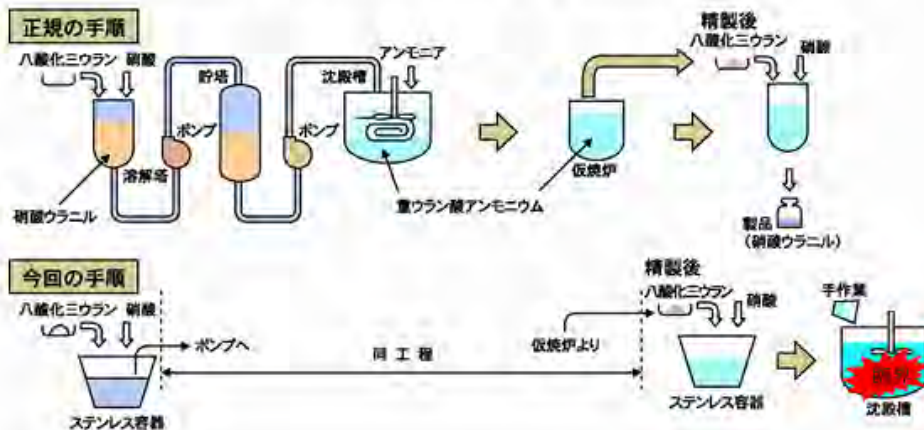 正規の手順
八酸化三ウラン
硝酸
貯塔
沈殿槽
アンモニア
ポンプ
ポンプ
溶解塔
硝酸ウラニル
重ウラン酸アンモニウム
仮焼炉
精製後
八酸化三ウラン
硝酸
製品
(硝酸ウラニル)
今回の手順
八酸化三ウラン
硝酸
ポンプへ
同工程
仮焼炉より
ステンレス容器
精製後
八酸化三ウラン
硝酸
ステンレス容器
手作業
臨界
沈殿槽